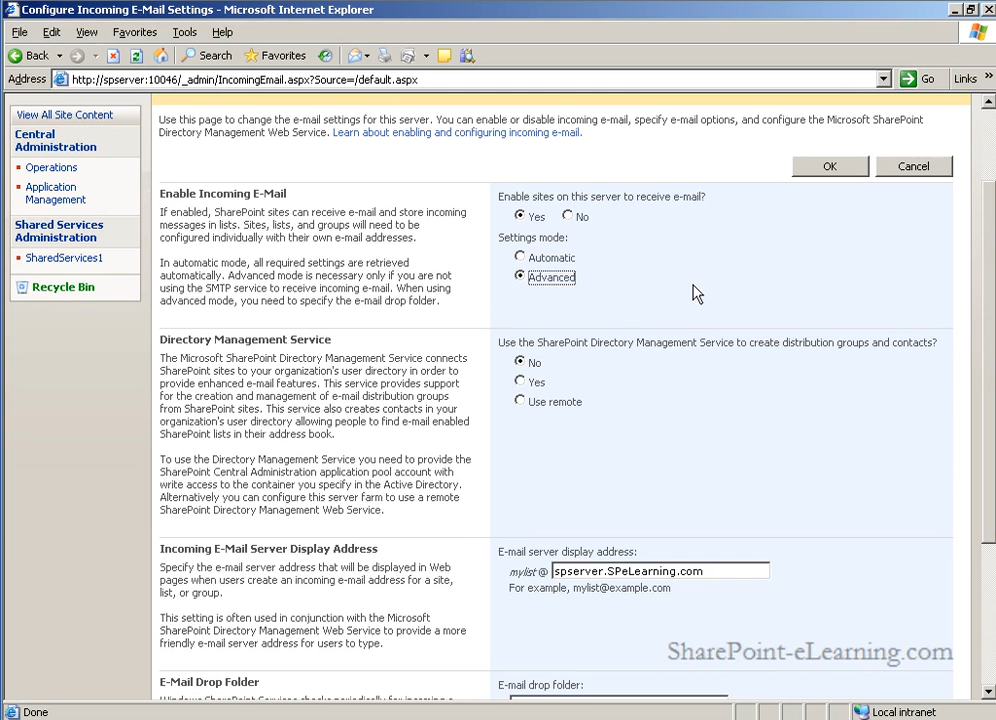 Configure Incoming E-Mail Settings - Microsoft Internet Explorer
File Edit View Favorites Tools Help
Back Search Favorites
Address http://spserver:10046/_admin/IncomingEmail.aspx?Source=/default.aspx Go Links »
View All Site Content
Central
Administration
Operations
Application
Management
Shared Services
Administration
SharedServices1
Recycle Bin
Use this page to change the e-mail settings for this server. You can enable or disable incoming e-mail, specify e-mail options, and configure the Microsoft SharePoint
Directory Management Web Service. Learn about enabling and configuring incoming e-mail.
OK Cancel
Enable Incoming E-Mail
If enabled, SharePoint sites can receive e-mail and store incoming
messages in lists. Sites, lists, and groups will need to be
configured individually with their own e-mail addresses.
In automatic mode, all required settings are retrieved
automatically. Advanced mode is necessary only if you are not
using the SMTP service to receive incoming e-mail. When using
advanced mode, you need to specify the e-mail drop folder.
Enable sites on this server to receive e-mail?
Yes No
Settings mode:
Automatic
Advanced
Directory Management Service
The Microsoft SharePoint Directory Management Service connects
SharePoint sites to your organization's user directory in order to
provide enhanced e-mail features. This service provides support
for the creation and management of e-mail distribution groups
from SharePoint sites. This service also creates contacts in your
organization's user directory allowing people to find e-mail enabled
SharePoint lists in their address book.
To use the Directory Management Service you need to provide the
SharePoint Central Administration application pool account with
write access to the container you specify in the Active Directory.
Alternatively you can configure this server farm to use a remote
SharePoint Directory Management Web Service.
Use the SharePoint Directory Management Service to create distribution groups and contacts?
No
Yes
Use remote
Incoming E-Mail Server Display Address
Specify the e-mail server address that will be displayed in Web
pages when users create an incoming e-mail address for a site,
list, or group.
This setting is often used in conjunction with the Microsoft
SharePoint Directory Management Web Service to provide a more
friendly e-mail server address for users to type.
E-mail server display address:
mylist @ spserver.SPeLearning.com
For example, mylist@example.com
SharePoint-eLearning.com
E-Mail Drop Folder
Windows SharePoint Services checks periodically for incoming e-
E-mail drop folder:
Done Local intranet